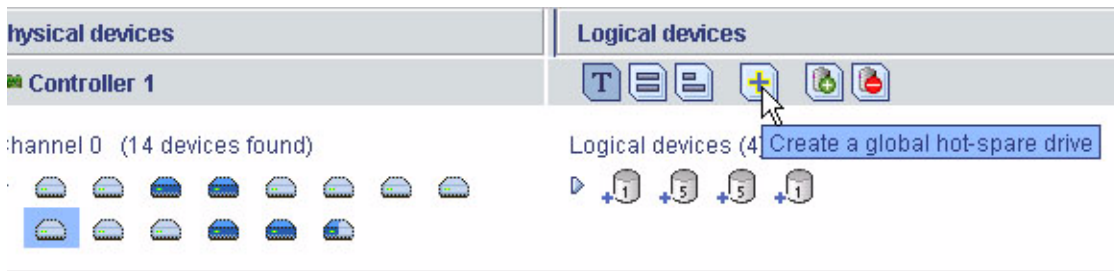 hysical devices
Logical devices
Controller 1
T
Create a global hot-spare drive
hannel 0 (14 devices found)
Logical devices (4)
1 5 5 1